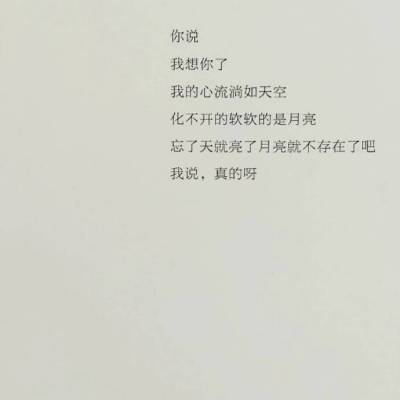 你说
我想你了
我的心流淌如天空
化不开的软软的是月亮
忘了天就亮了月亮就不存在了吧
我说，真的呀